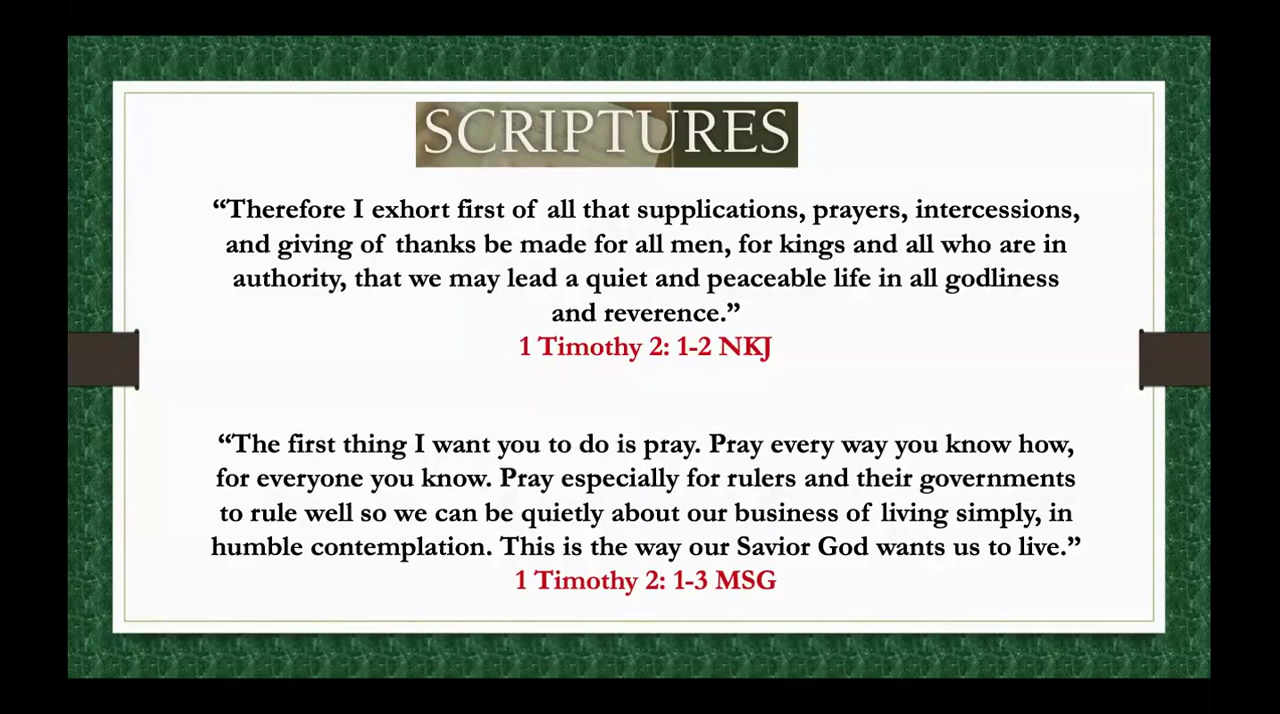 SCRIPTURES
“Therefore I exhort first of all that supplications, prayers, intercessions,
and giving of thanks be made for all men, for kings and all who are in
authority, that we may lead a quiet and peaceable life in all godliness
and reverence.”
1 Timothy 2: 1-2 NKJ
“The first thing I want you to do is pray. Pray every way you know how,
for everyone you know. Pray especially for rulers and their governments
to rule well so we can be quietly about our business of living simply, in
humble contemplation. This is the way our Savior God wants us to live.”
1 Timothy 2: 1-3 MSG